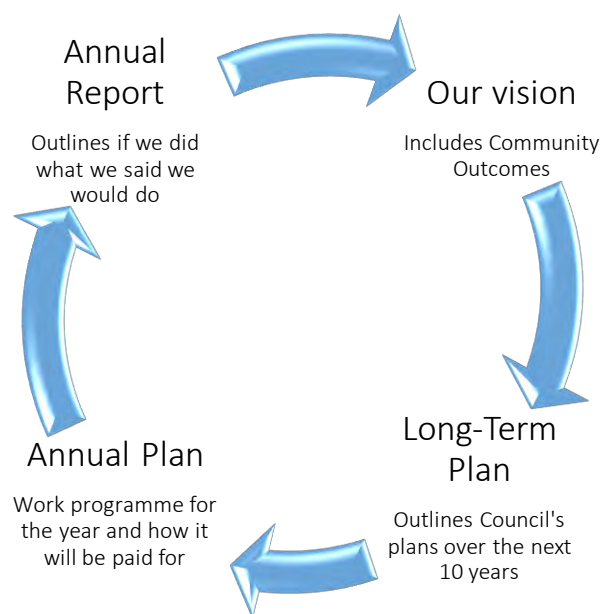 Annual
Report
Outlines if we did
what we said we
would do
Our vision
Includes Community
Outcomes
Long-Term
Plan
Outlines Council's
plans over the next
10 years
Annual Plan
Work programme for
the year and how it
will be paid for